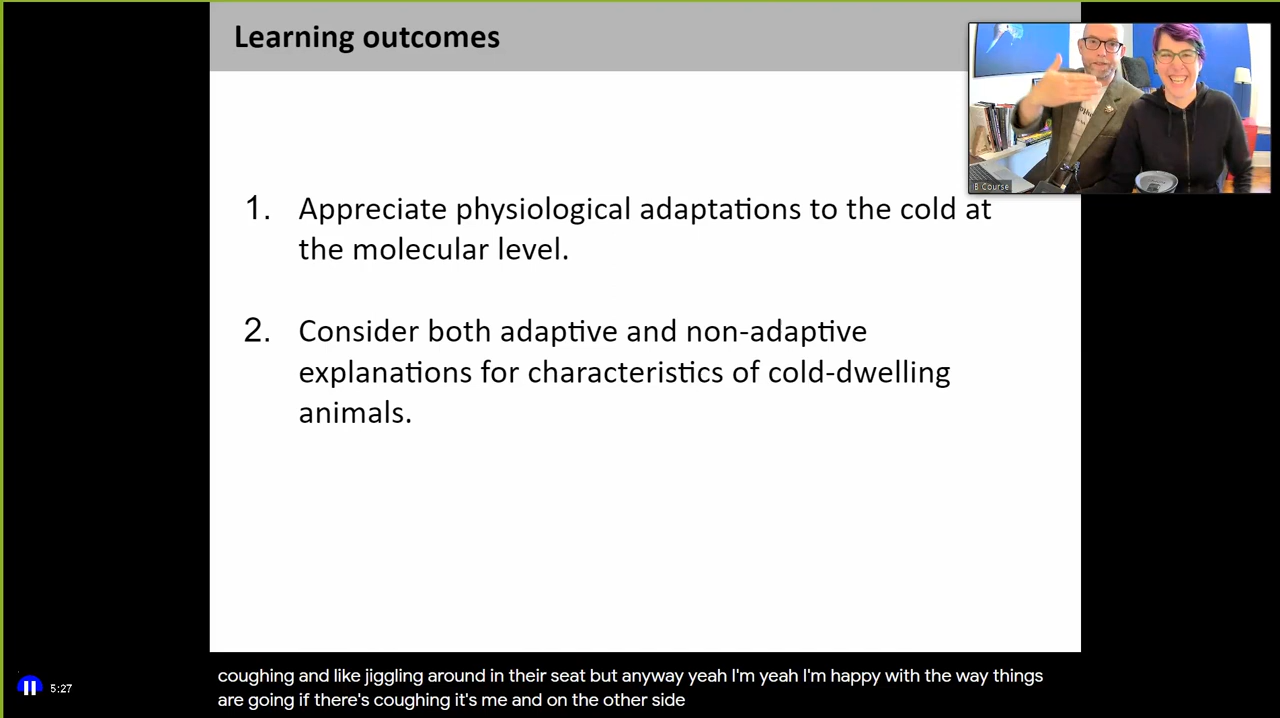 Learning outcomes
B Course
1. Appreciate physiological adaptations to the cold at
the molecular level.
2. Consider both adaptive and non-adaptive
explanations for characteristics of cold-dwelling
animals.
coughing and like jiggling around in their seat but anyway yeah I'm yeah I'm happy with the way things
are going if there's coughing it's me and on the other side
5:27